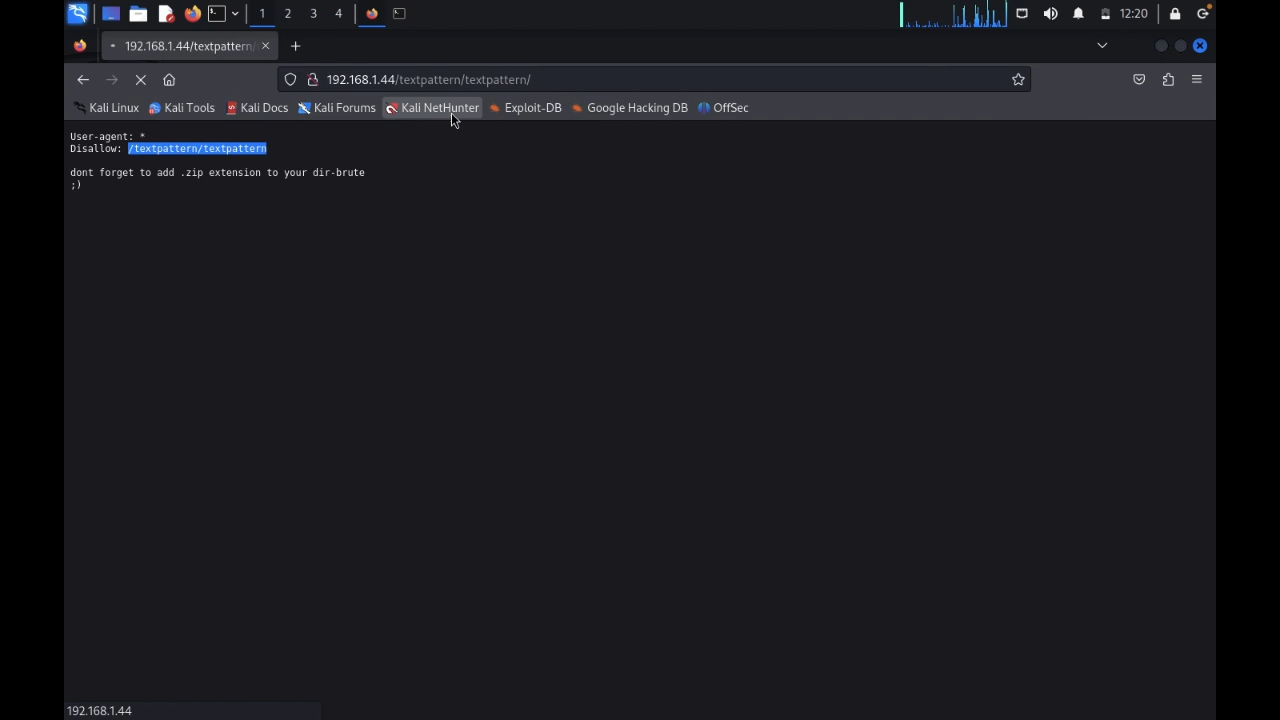 1 2 3 4 12:20
192.168.1.44/textpattern/
192.168.1.44/textpattern/textpattern/
Kali Linux Kali Tools Kali Docs Kali Forums Kali NetHunter Exploit-DB Google Hacking DB OffSec
User-agent: *
Disallow: /textpattern/textpattern
dont forget to add .zip extension to your dir-brute
;)
192.168.1.44